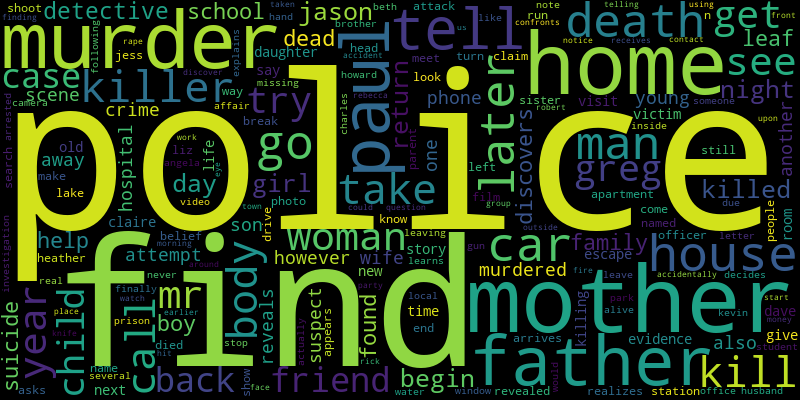 shoot
detective
school
jason
tell
death
get
note
run
leaf
see
murder
dead
case
scene
killer
crime
try
paul
return
phone
home
night
police
go
later
man
greg
young
victim
visit
another
killed
hospital
away
day
girl
take
woman
discovers
apartment
room
people
help
attempt
claire
son
body
however
wife
story
car
family
house
find
mr
boy
child
call
year
suicide
back
friend
begin
found
suspect
reveals
mother
father
murdered
killing
evidence
also
kill
give
dave
station
office husband
realizes
revealed
arrives
escape
officer
letter
accidentally
decides
search arrested
investigation
camera
following
explains
daughter
missing
affair
break
photo
belief
morning
heather
lake
make
old
life
liz
angela
video
work
eye
town
drive
know
leaving
learns
new
time
end
local
party
appears
actually
rick
water
window
gun
film
group
question
could
left
one
parent
meet
look
turn
head
accident
howard
rebecca
charles
brother
hand
taken
beth
attack
us
like
claim
confronts
sister
robert
inside
notice
receives
contact
telling
using
front
someone
upon
still
due
come
named
outside
leave
alive
park
kevin
fire
would
money
student
start
asks
next
several
name
died
hit
prison
earlier
watch
finally
never
real
place
knife
around
stop
show
face
jess
rape
finding
say
way
discover
n